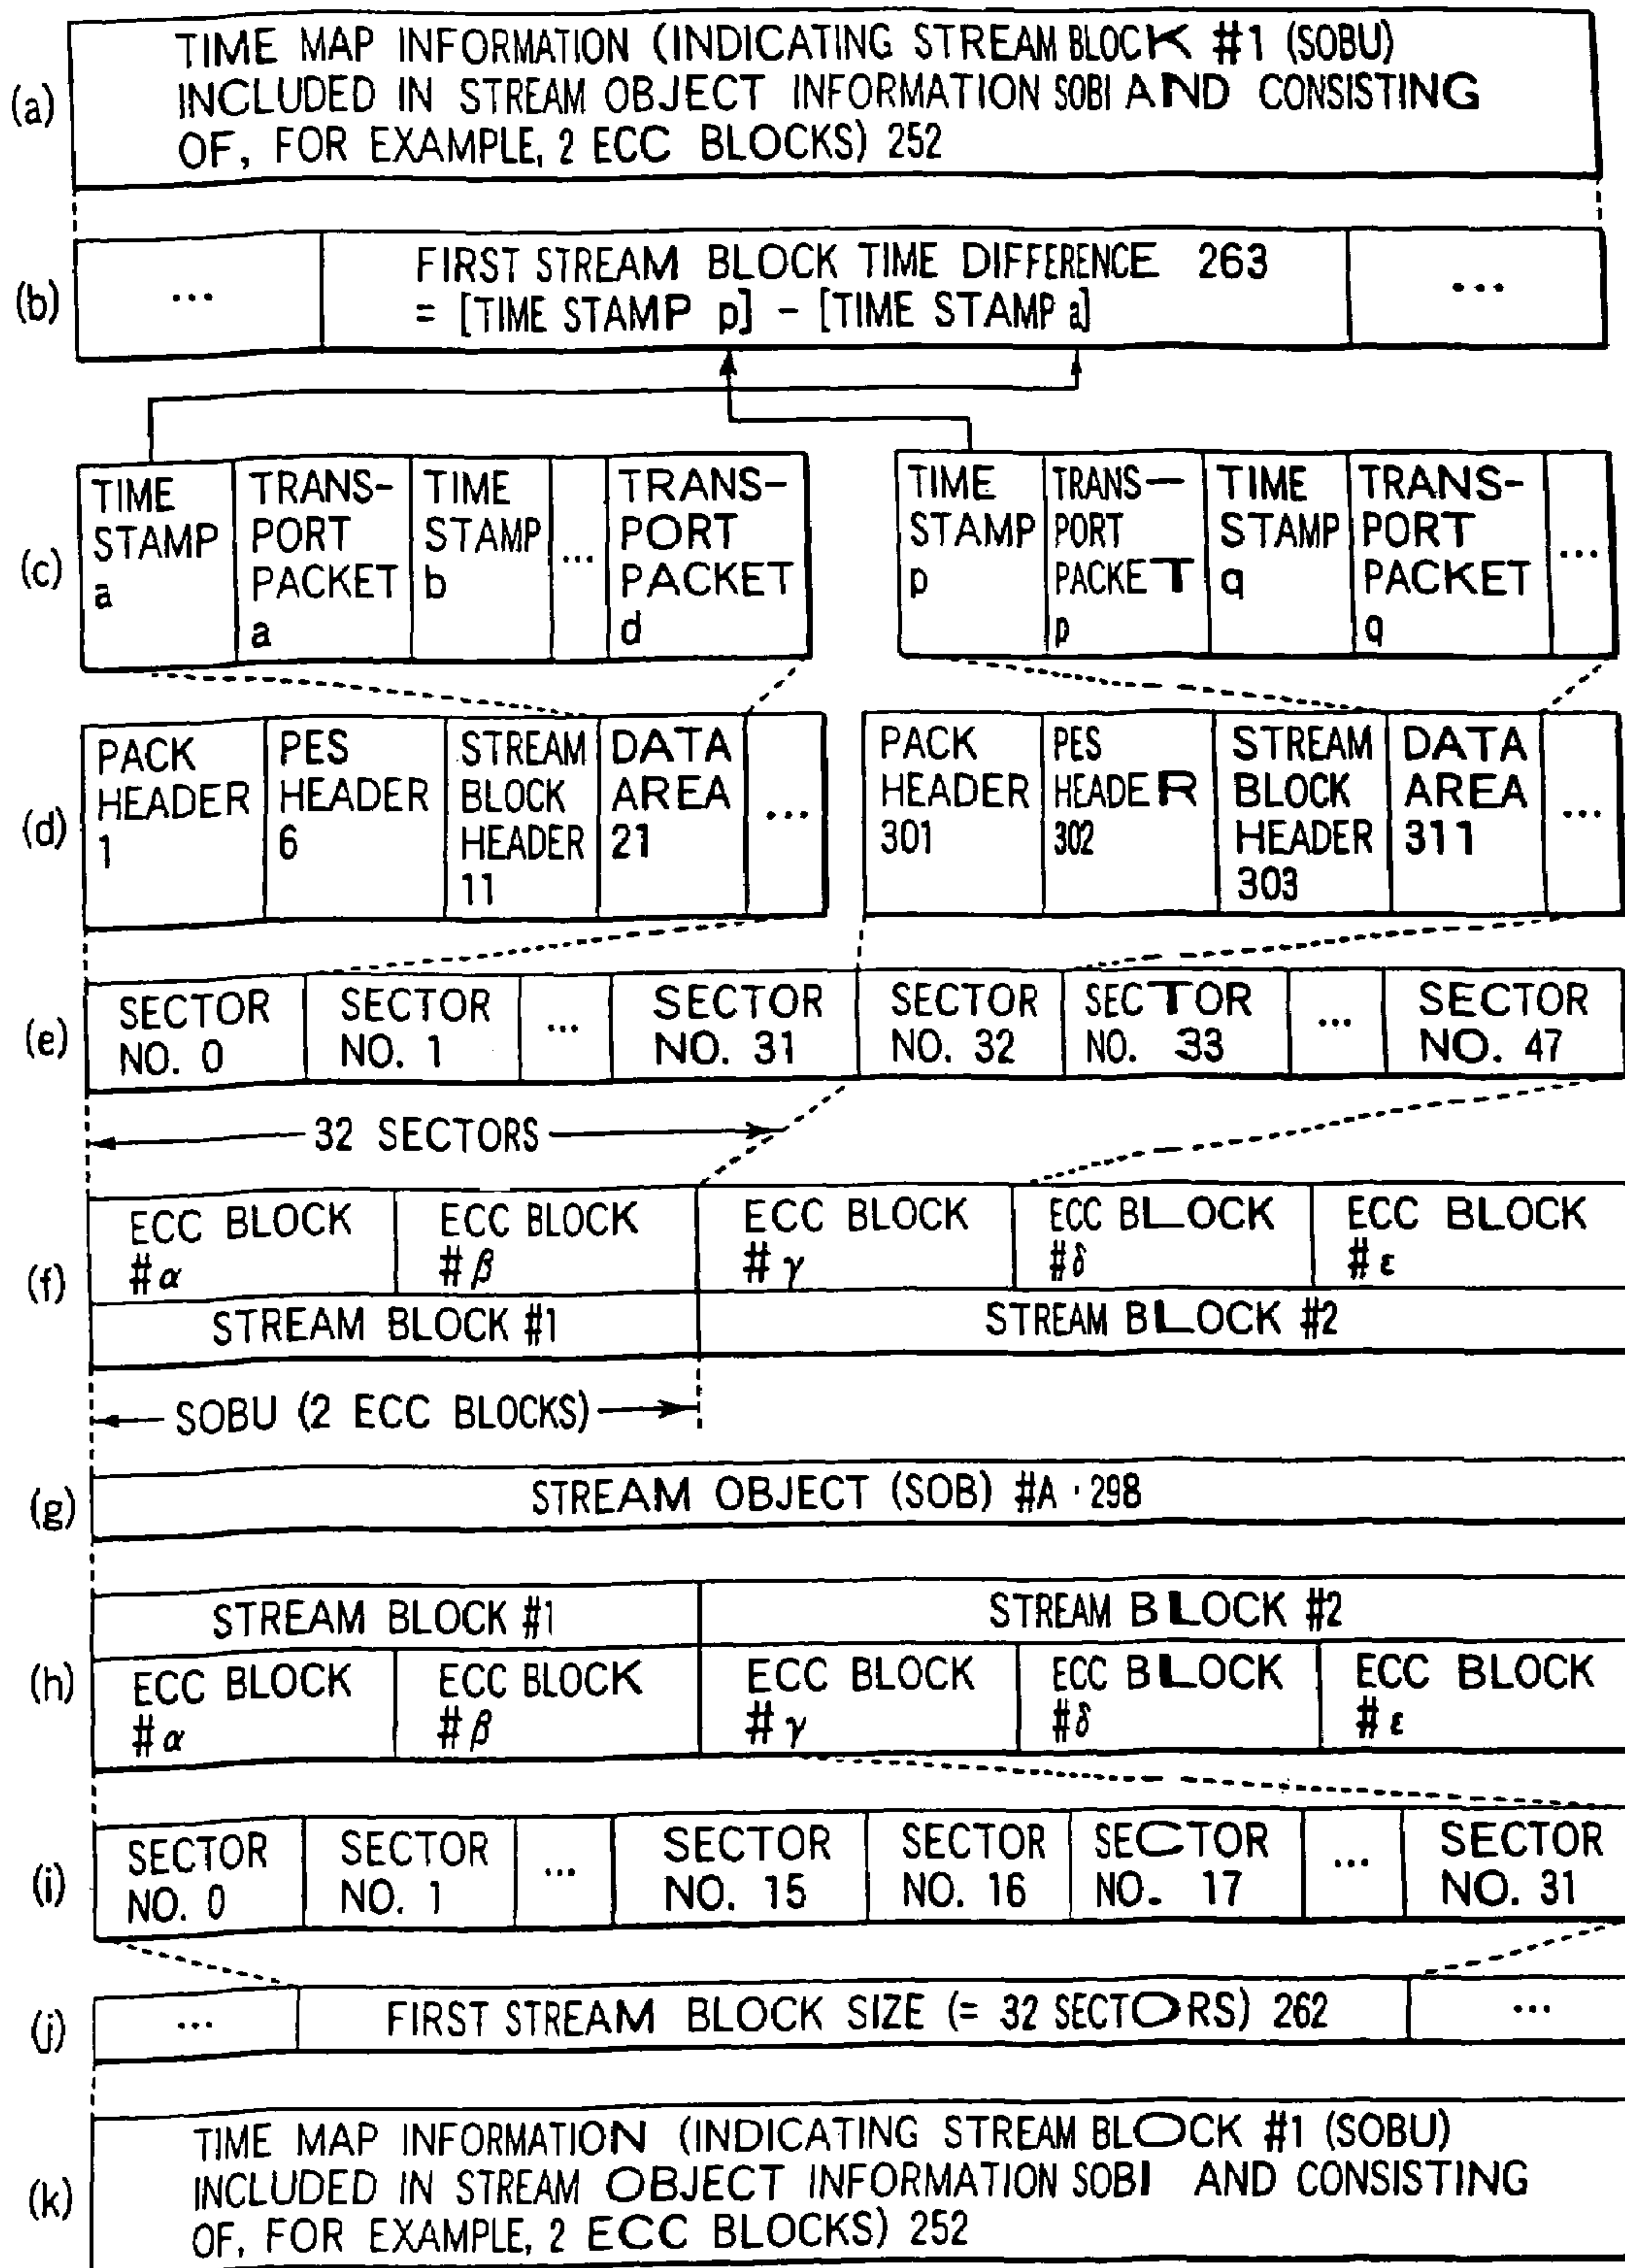 (a)
TIME MAP INFORMATION (INDICATING STREAM BLOCK #1 (SOBU)
INCLUDED IN STREAM OBJECT INFORMATION SOBI AND CONSISTING
OF, FOR EXAMPLE, 2 ECC BLOCKS) 252
(b)
...
FIRST STREAM BLOCK TIME DIFFERENCE 263
= [TIME STAMP p] - [TIME STAMP a]
...
(c)
TIME
STAMP
a
TRANS-
PORT
PACKET
a
TIME
STAMP
b
...
TRANS-
PORT
PACKET
d
TIME
STAMP
p
TRANS-
PORT
PACKET
p
TIME
STAMP
q
TRANS-
PORT
PACKET
q
...
(d)
PACK
HEADER
1
PES
HEADER
6
STREAM
BLOCK
HEADER
11
DATA
AREA
21
...
PACK
HEADER
301
PES
HEADER
302
STREAM
BLOCK
HEADER
303
DATA
AREA
311
...
(e)
SECTOR
NO. 0
SECTOR
NO. 1
...
SECTOR
NO. 31
SECTOR
NO. 32
SECTOR
NO. 33
...
SECTOR
NO. 47
32 SECTORS
(f)
ECC BLOCK
#α
ECC BLOCK
#β
ECC BLOCK
#γ
ECC BLOCK
#δ
ECC BLOCK
#ε
STREAM BLOCK #1
STREAM BLOCK #2
SOBU (2 ECC BLOCKS)
(g)
STREAM OBJECT (SOB) #A · 298
(h)
STREAM BLOCK #1
STREAM BLOCK #2
ECC BLOCK
#α
ECC BLOCK
#β
ECC BLOCK
#γ
ECC BLOCK
#δ
ECC BLOCK
#ε
(i)
SECTOR
NO. 0
SECTOR
NO. 1
...
SECTOR
NO. 15
SECTOR
NO. 16
SECTOR
NO. 17
...
SECTOR
NO. 31
(j)
...
FIRST STREAM BLOCK SIZE (= 32 SECTORS) 262
...
(k)
TIME MAP INFORMATION (INDICATING STREAM BLOCK #1 (SOBU)
INCLUDED IN STREAM OBJECT INFORMATION SOBI AND CONSISTING
OF, FOR EXAMPLE, 2 ECC BLOCKS) 252